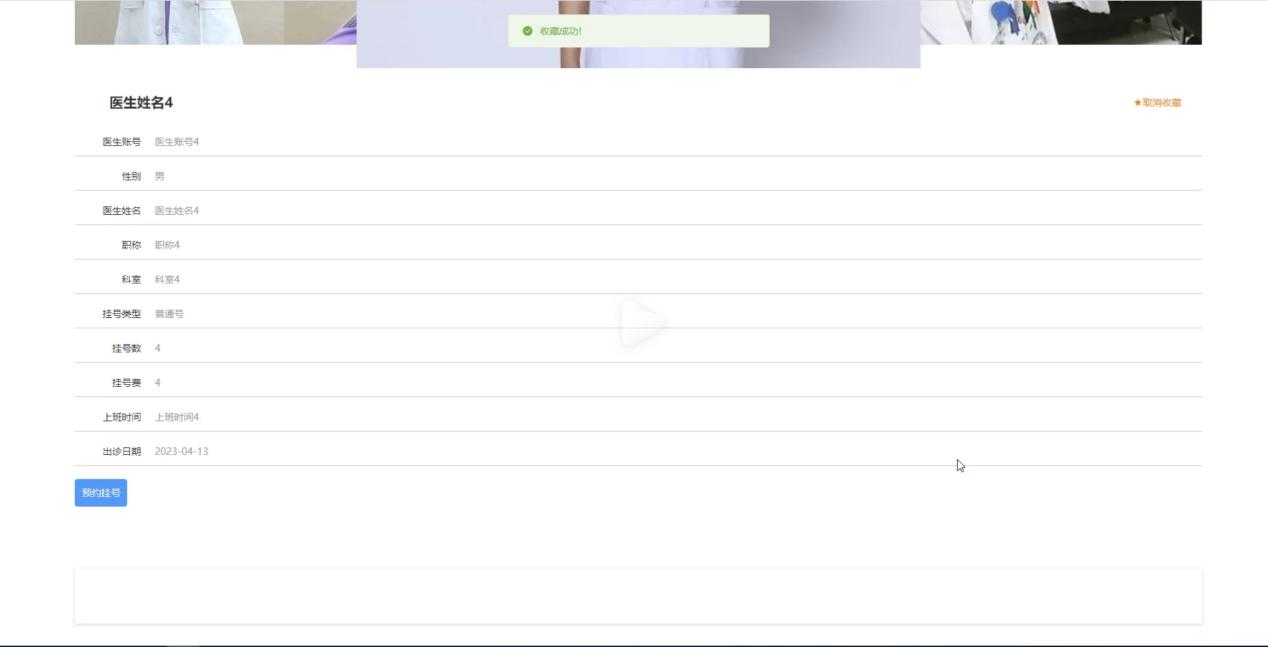 收藏成功!
医生姓名4
★取消收藏
医生账号 医生账号4
性别 男
医生姓名 医生姓名4
职称 职称4
科室 科室4
挂号类型 普通号
挂号数 4
挂号费 4
上班时间 上班时间4
出诊日期 2023-04-13
预约挂号